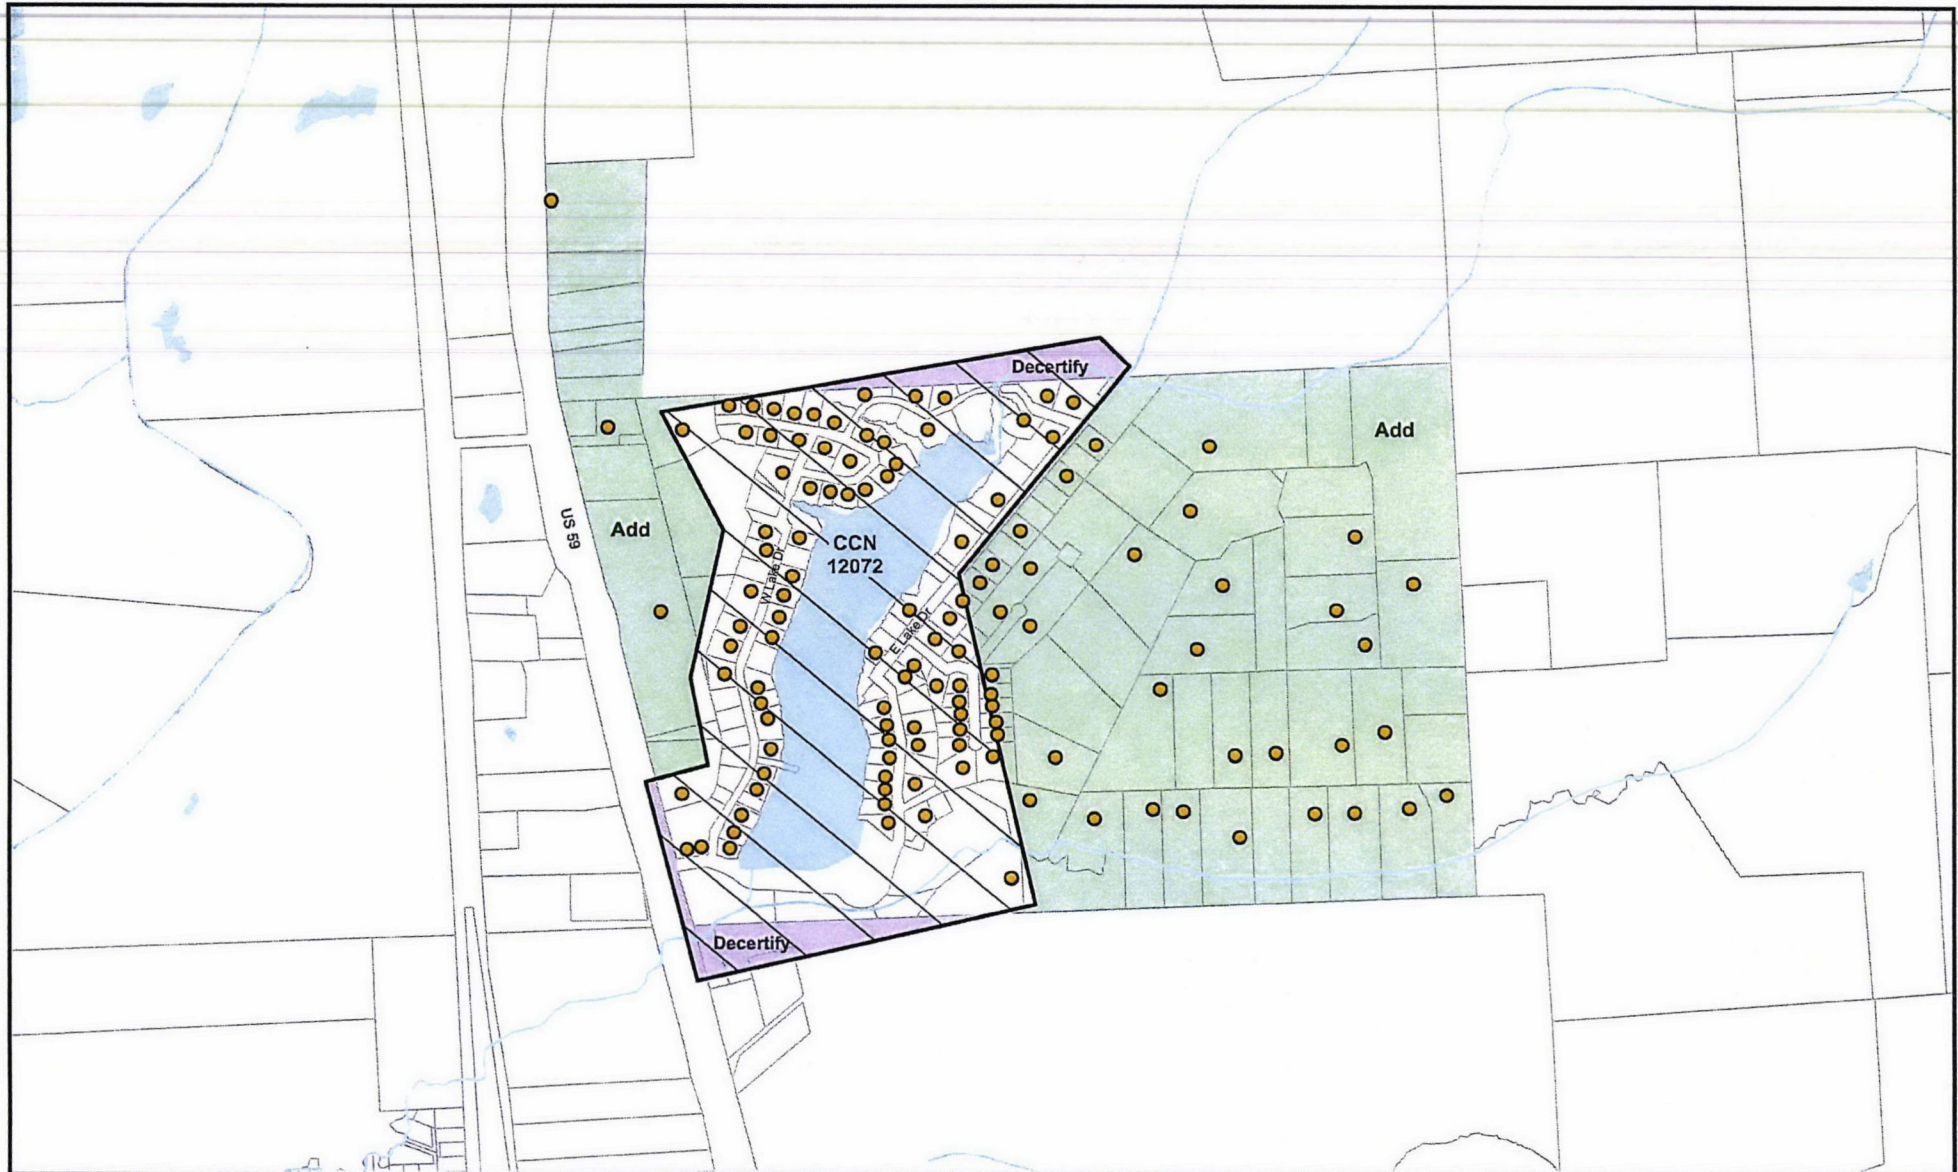 Decertify
Add
Add
US 59
CCN
12072
W Lake Dr
E Lake Dr
Decertify